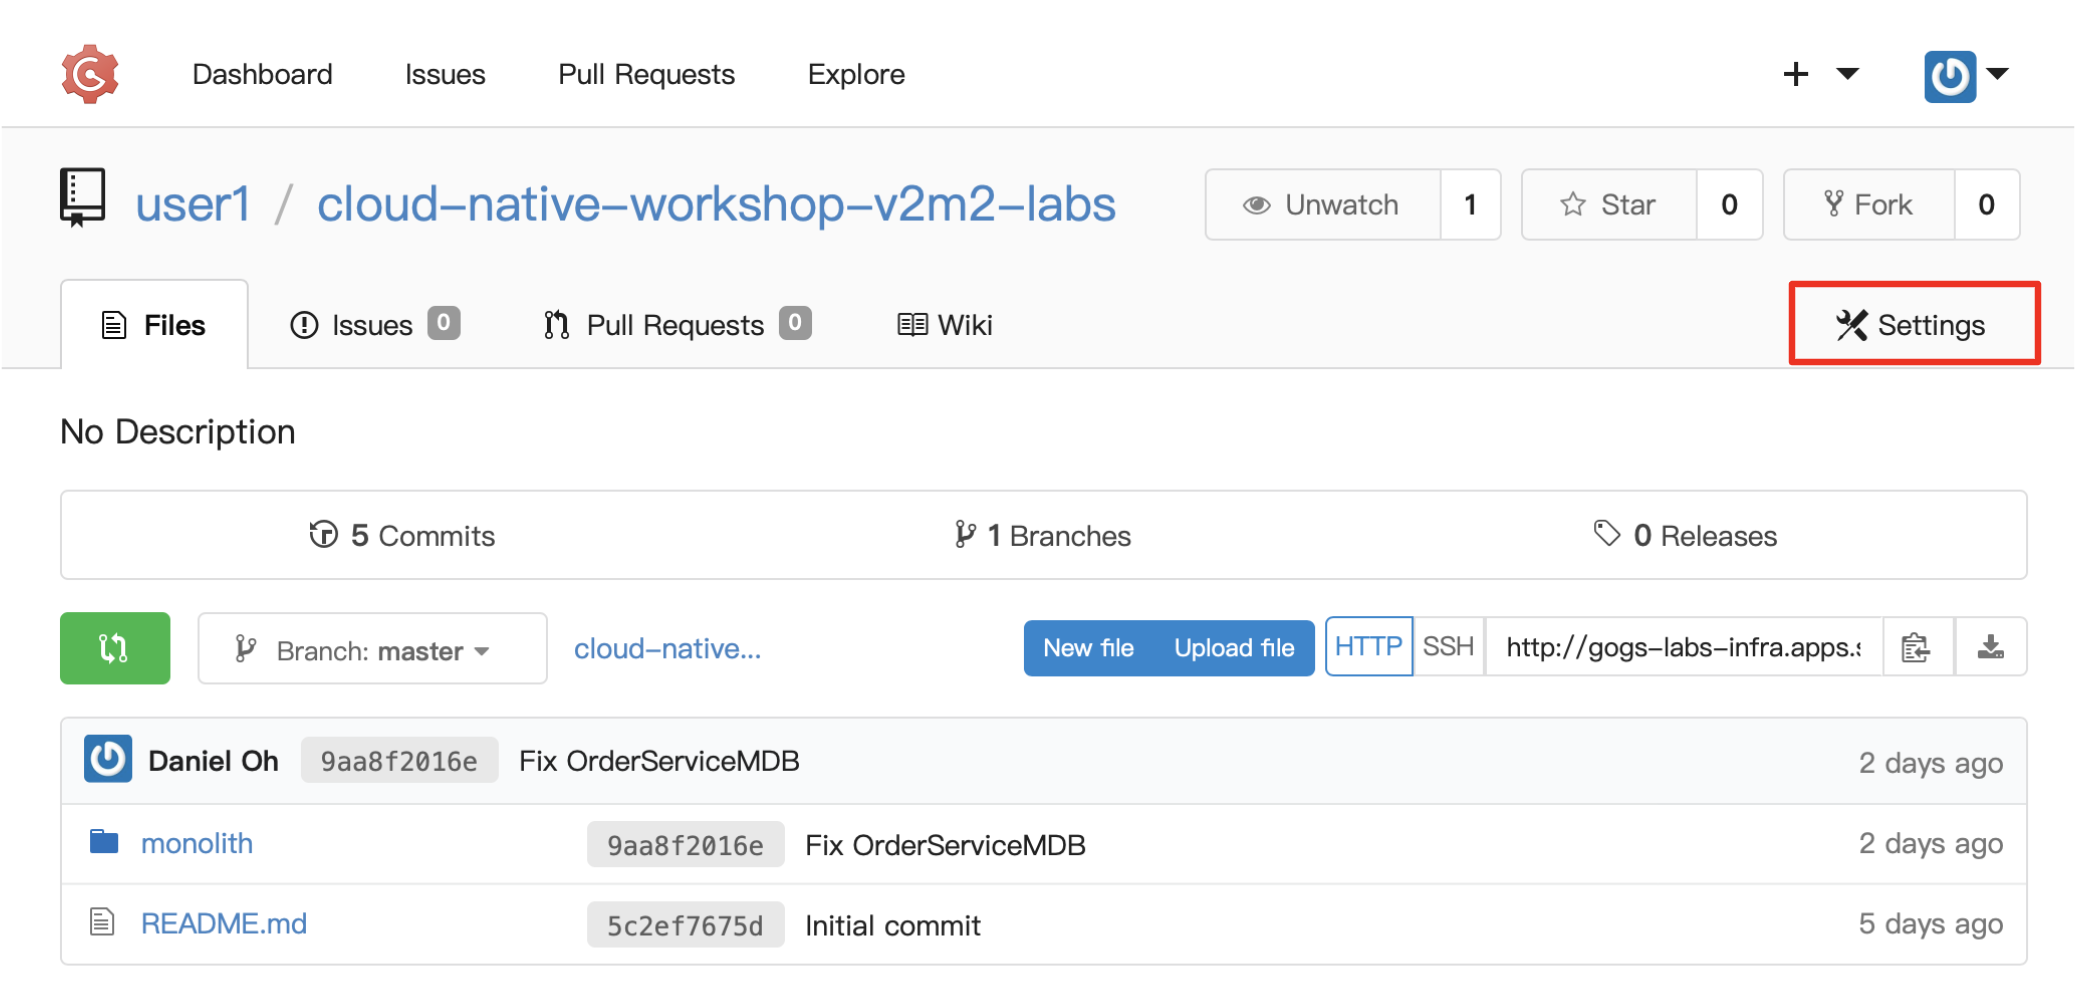 Dashboard Issues Pull Requests Explore
user1 / cloud-native-workshop-v2m2-labs Unwatch 1 Star 0 Fork 0
Files Issues 0 Pull Requests 0 Wiki Settings
No Description
5 Commits 1 Branches 0 Releases
Branch: master cloud-native... New file Upload file HTTP SSH http://gogs-labs-infra.apps.s
Daniel Oh 9aa8f2016e Fix OrderServiceMDB 2 days ago
monolith 9aa8f2016e Fix OrderServiceMDB 2 days ago
README.md 5c2ef7675d Initial commit 5 days ago